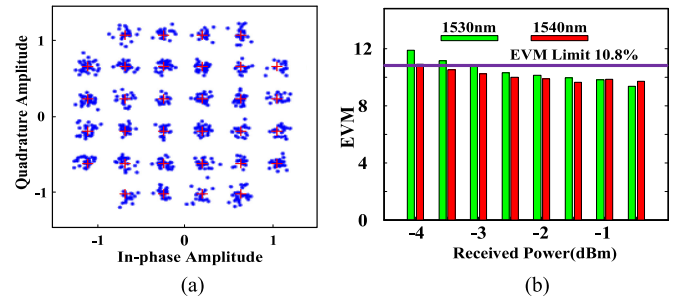 (a)
Quadrature Amplitude
1
0
-1
-1
0
1
In-phase Amplitude
(a)
(b)
1530nm
1540nm
EVM Limit 10.8%
EVM
12
8
4
0
-4
-3
-2
-1
Received Power(dBm)
(b)